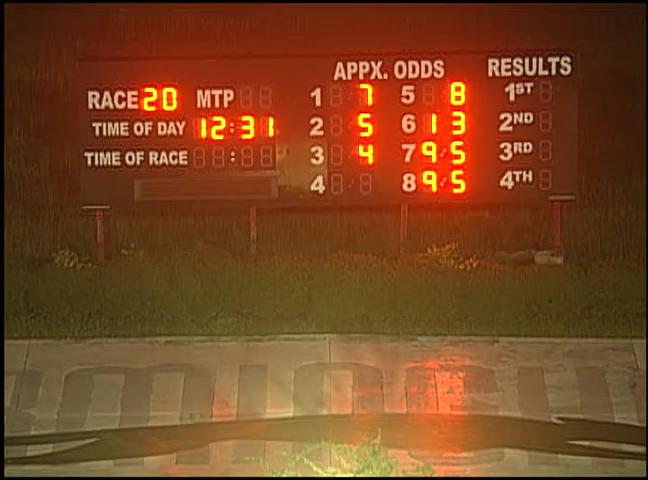 APPX. ODDS RESULTS
RACE 20 MTP 1 7 5 8 1ST
TIME OF DAY 12:31 2 5 6 13 2ND
TIME OF RACE : 3 4 7 9-5 3RD
4 8 9-5 4TH